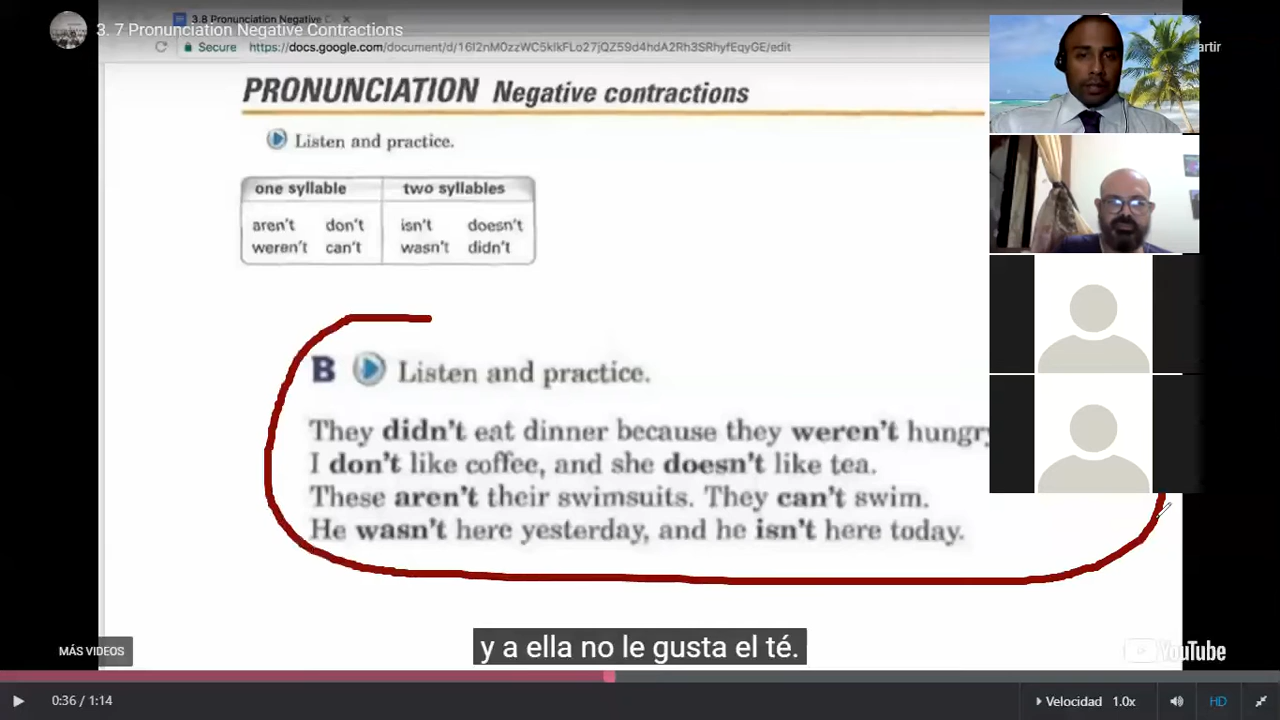 3.8 Pronunciation Negative C
3. 7 Pronunciation Negative Contractions
Secure https://docs.google.com/document/d/16I2nM0zzWC5kIkFLo27jQZ59d4hdA2Rh3SRhyfEqyGE/edit
artir
PRONUNCIATION Negative contractions
Listen and practice.
one syllable two syllables
aren't don't isn't doesn't
weren't can't wasn't didn't
B Listen and practice.
They didn't eat dinner because they weren't hungry
I don't like coffee, and she doesn't like tea.
These aren't their swimsuits. They can't swim.
He wasn't here yesterday, and he isn't here today.
y a ella no le gusta el té.
MÁS VIDEOS
YouTube
0:36 / 1:14
Velocidad 1.0x
HD